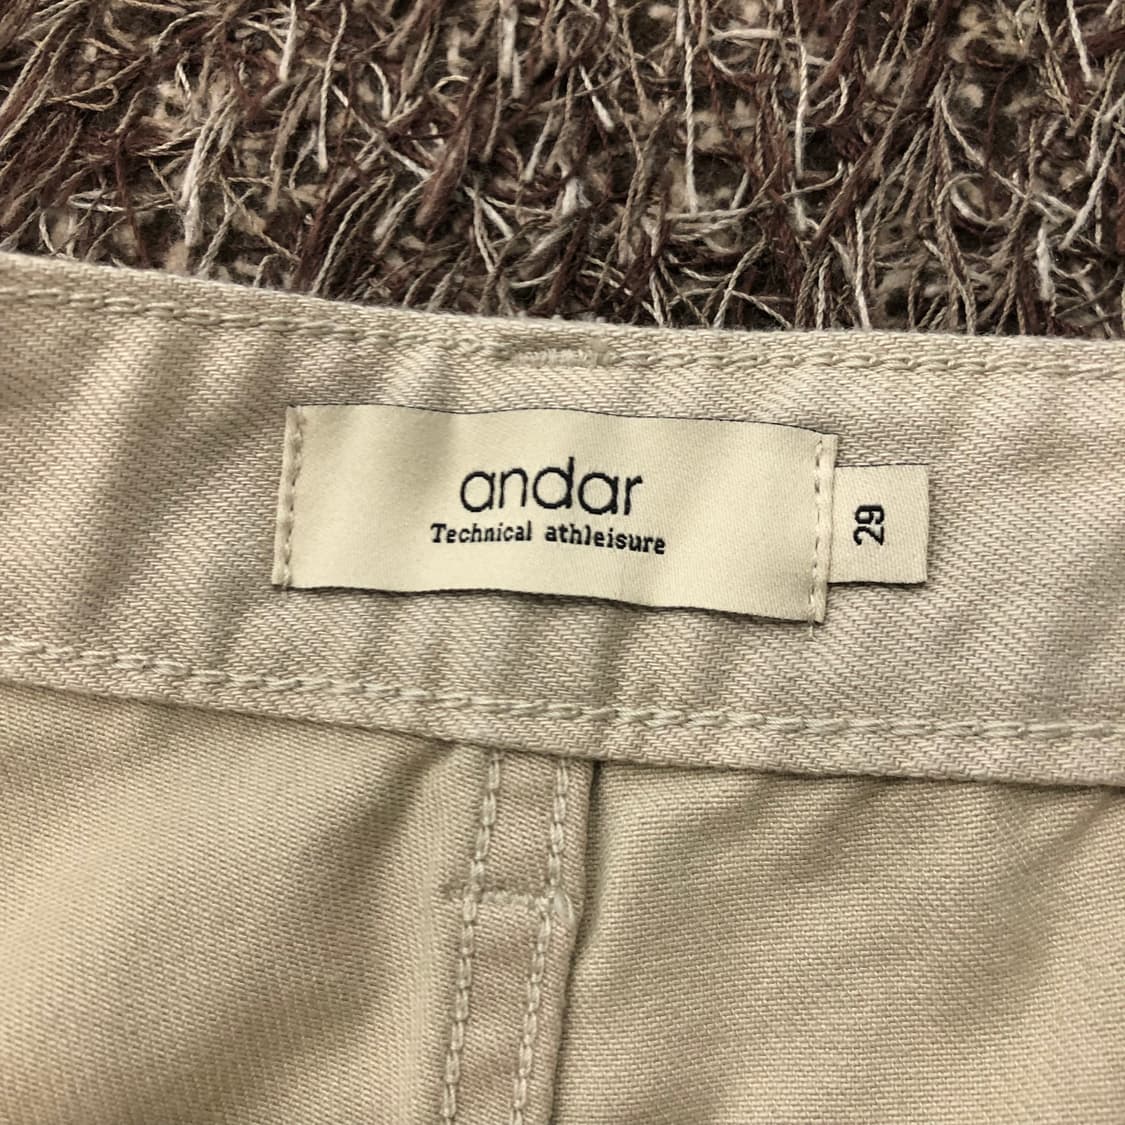 andar
Technical athleisure
29